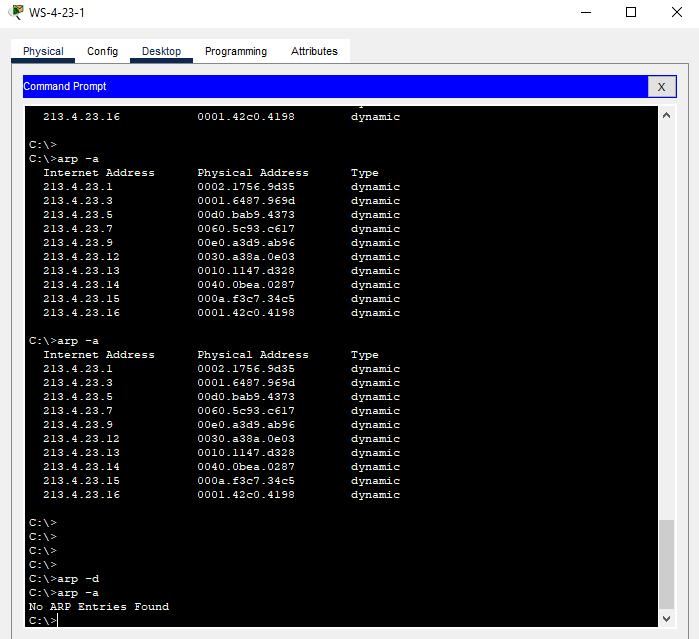 WS-4-23-1
Physical Config Desktop Programming Attributes
Command Prompt X
213.4.23.16 0001.42c0.4198 dynamic
C:\>
C:\>arp -a
Internet Address Physical Address Type
213.4.23.1 0002.1756.9d35 dynamic
213.4.23.3 0001.6487.969d dynamic
213.4.23.5 00d0.bab9.4373 dynamic
213.4.23.7 0060.5c93.c617 dynamic
213.4.23.9 00e0.a3d9.ab96 dynamic
213.4.23.12 0030.a38a.0e03 dynamic
213.4.23.13 0010.1147.d328 dynamic
213.4.23.14 0040.0bea.0287 dynamic
213.4.23.15 000a.f3c7.34c5 dynamic
213.4.23.16 0001.42c0.4198 dynamic
C:\>arp -a
Internet Address Physical Address Type
213.4.23.1 0002.1756.9d35 dynamic
213.4.23.3 0001.6487.969d dynamic
213.4.23.5 00d0.bab9.4373 dynamic
213.4.23.7 0060.5c93.c617 dynamic
213.4.23.9 00e0.a3d9.ab96 dynamic
213.4.23.12 0030.a38a.0e03 dynamic
213.4.23.13 0010.1147.d328 dynamic
213.4.23.14 0040.0bea.0287 dynamic
213.4.23.15 000a.f3c7.34c5 dynamic
213.4.23.16 0001.42c0.4198 dynamic
C:\>
C:\>
C:\>
C:\>
C:\>arp -d
C:\>arp -a
No ARP Entries Found
C:\>